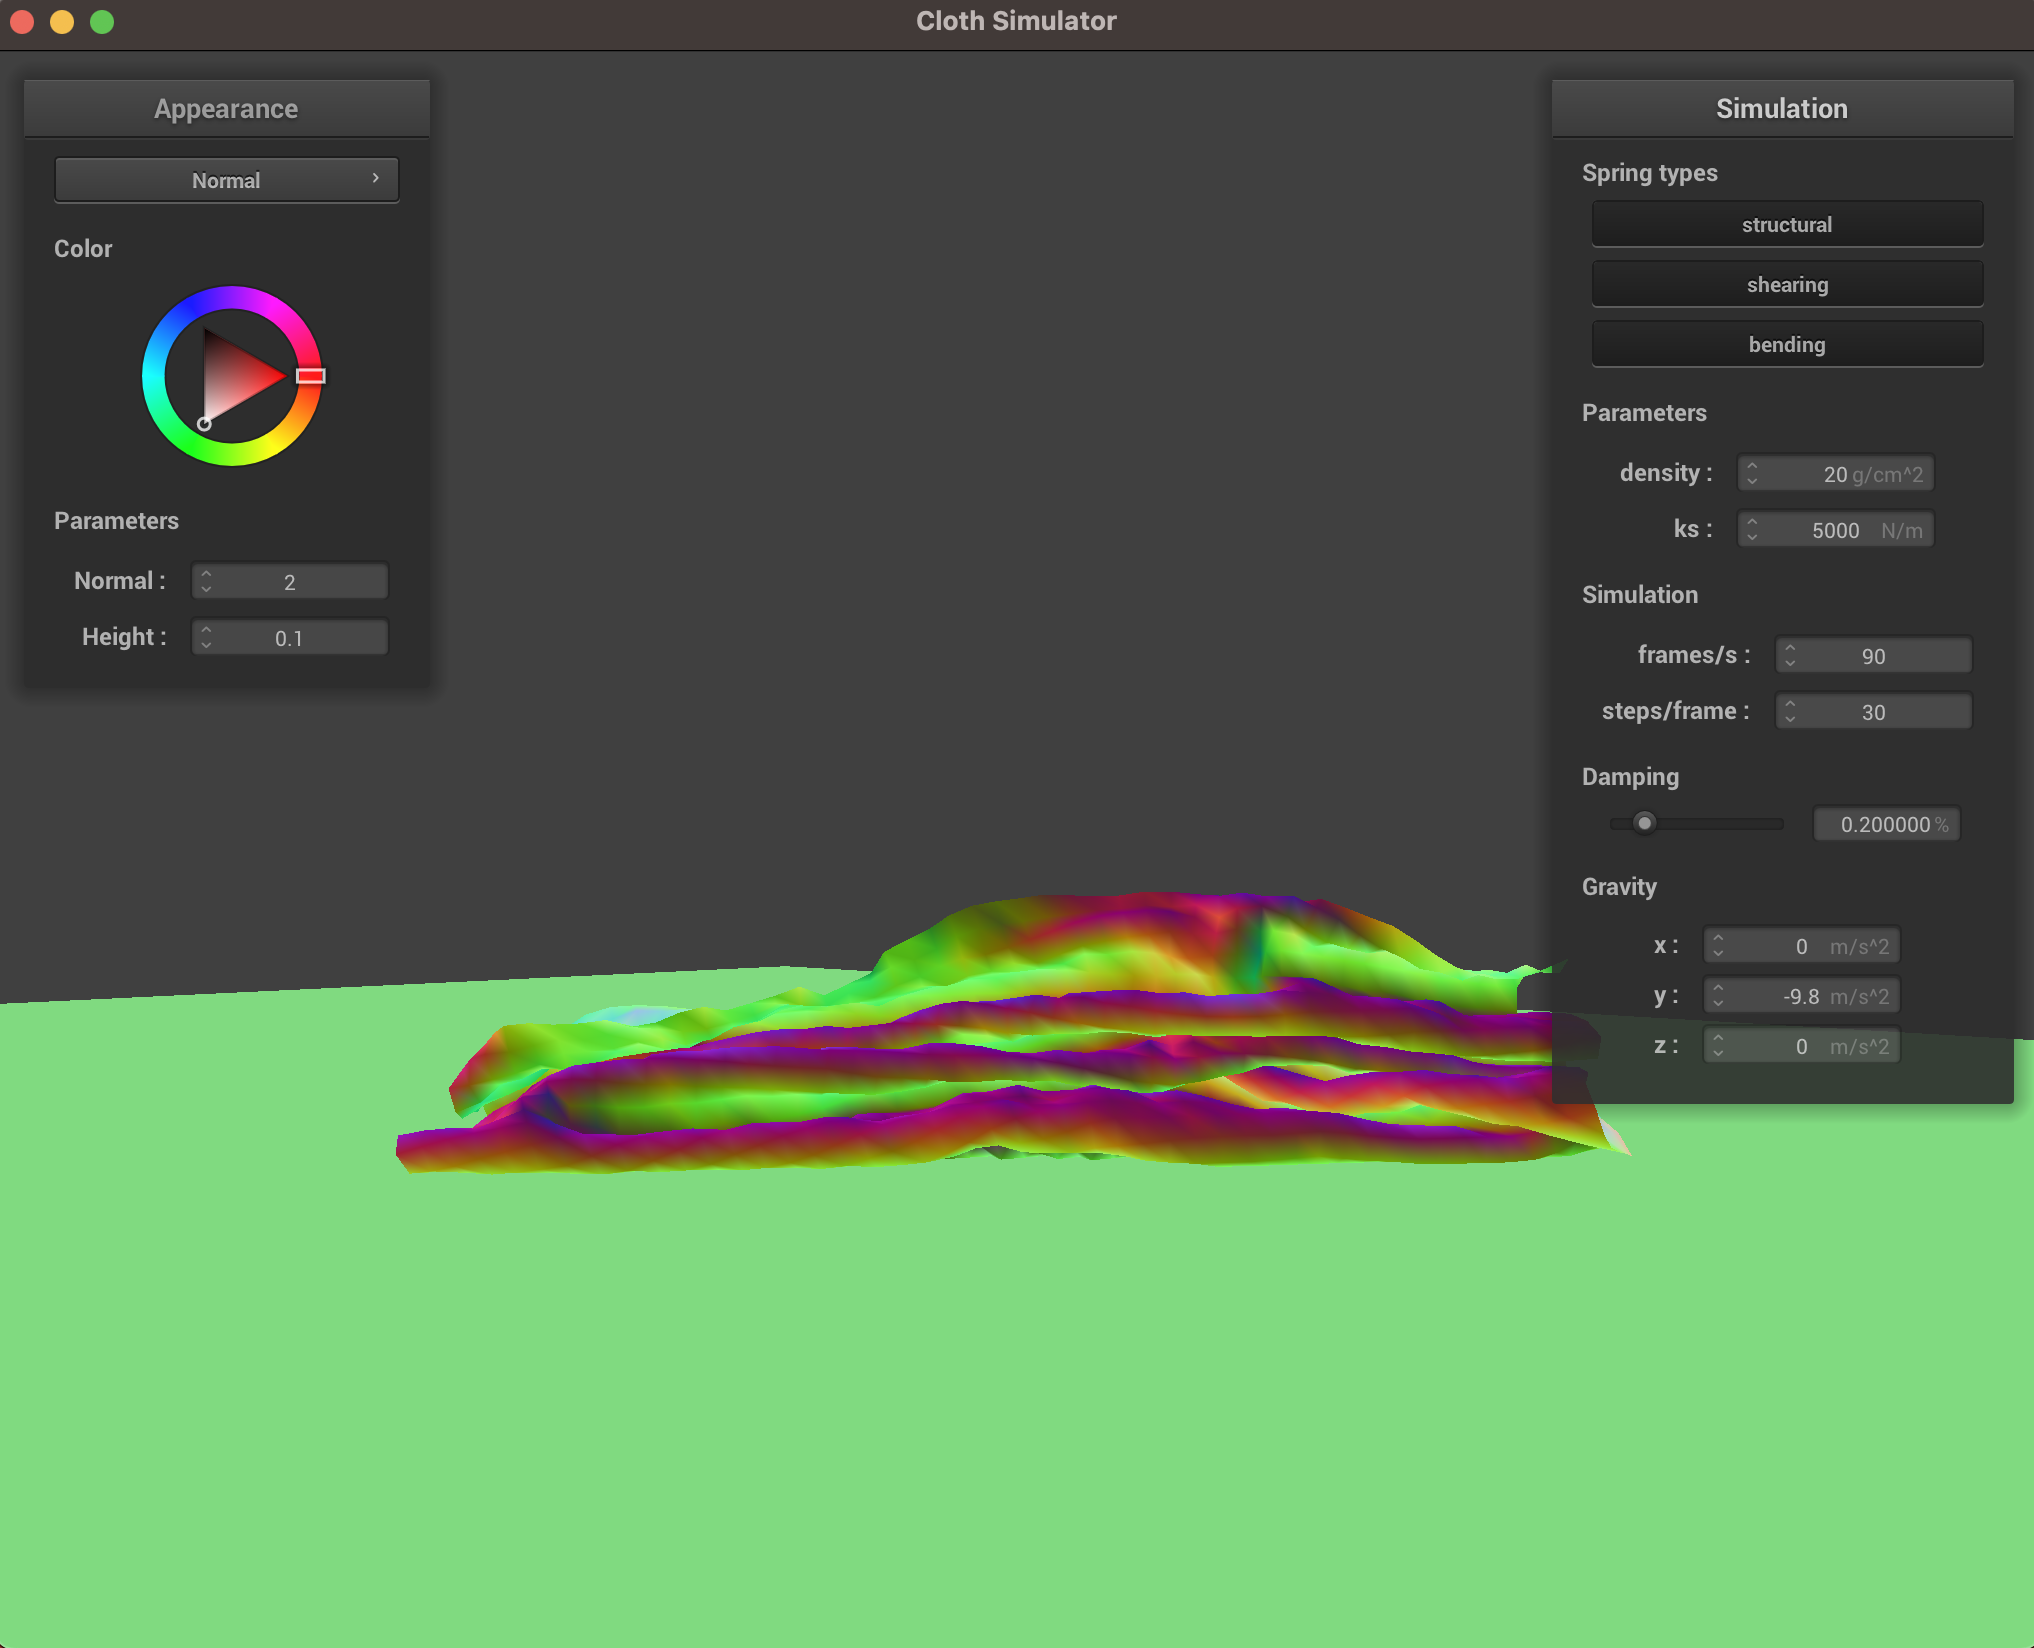 Cloth Simulator
Appearance
Normal
Color
Parameters
Normal : 2
Height : 0.1
Simulation
Spring types
structural
shearing
bending
Parameters
density : 20 g/cm^2
ks : 5000 N/m
Simulation
frames/s : 90
steps/frame : 30
Damping
0.200000 %
Gravity
x : 0 m/s^2
y : -9.8 m/s^2
z : 0 m/s^2